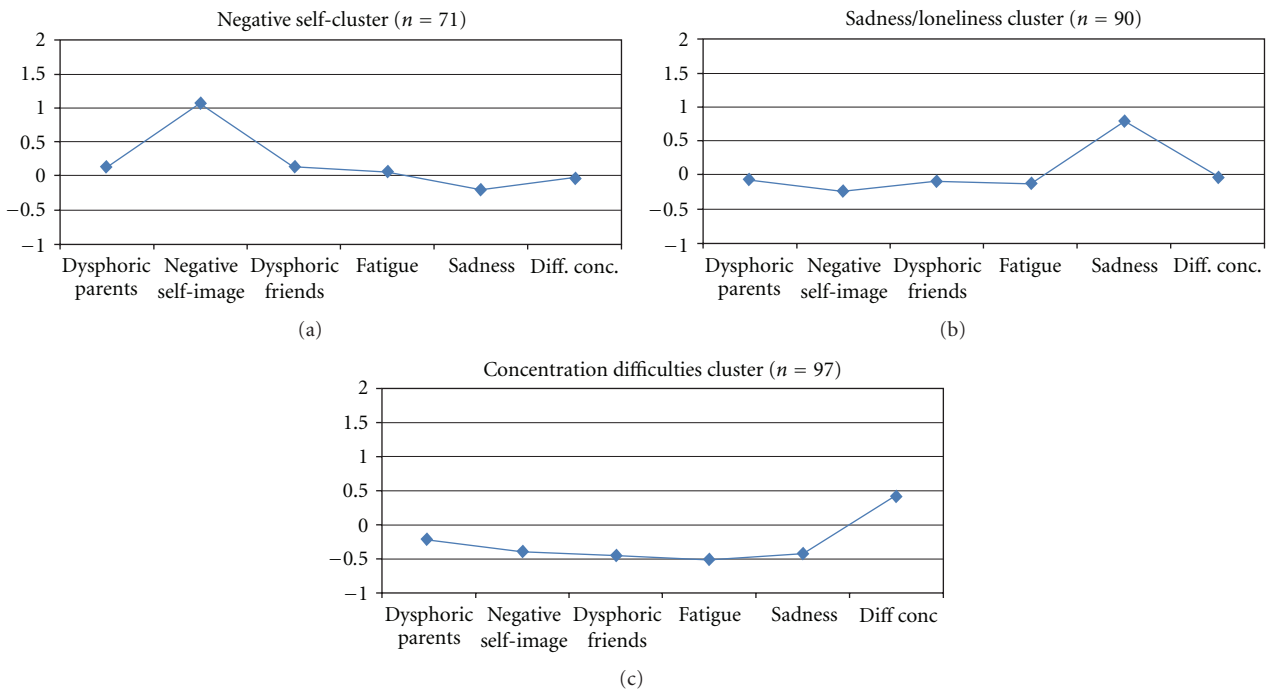 Negative self-cluster (n = 71)
2
1.5
1
0.5
0
−0.5
−1
Dysphoric parents
Negative self-image
Dysphoric friends
Fatigue
Sadness
Diff. conc.
(a)
Sadness/loneliness cluster (n = 90)
2
1.5
1
0.5
0
−0.5
−1
Dysphoric parents
Negative self-image
Dysphoric friends
Fatigue
Sadness
Diff. conc.
(b)
Concentration difficulties cluster (n = 97)
2
1.5
1
0.5
0
−0.5
−1
Dysphoric parents
Negative self-image
Dysphoric friends
Fatigue
Sadness
Diff conc
(c)